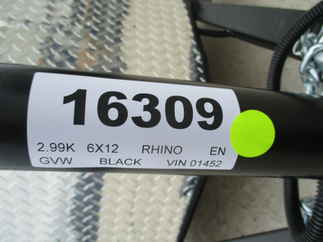 16309
2.99K 6X12 RHINO EN
GVW BLACK VIN 01452